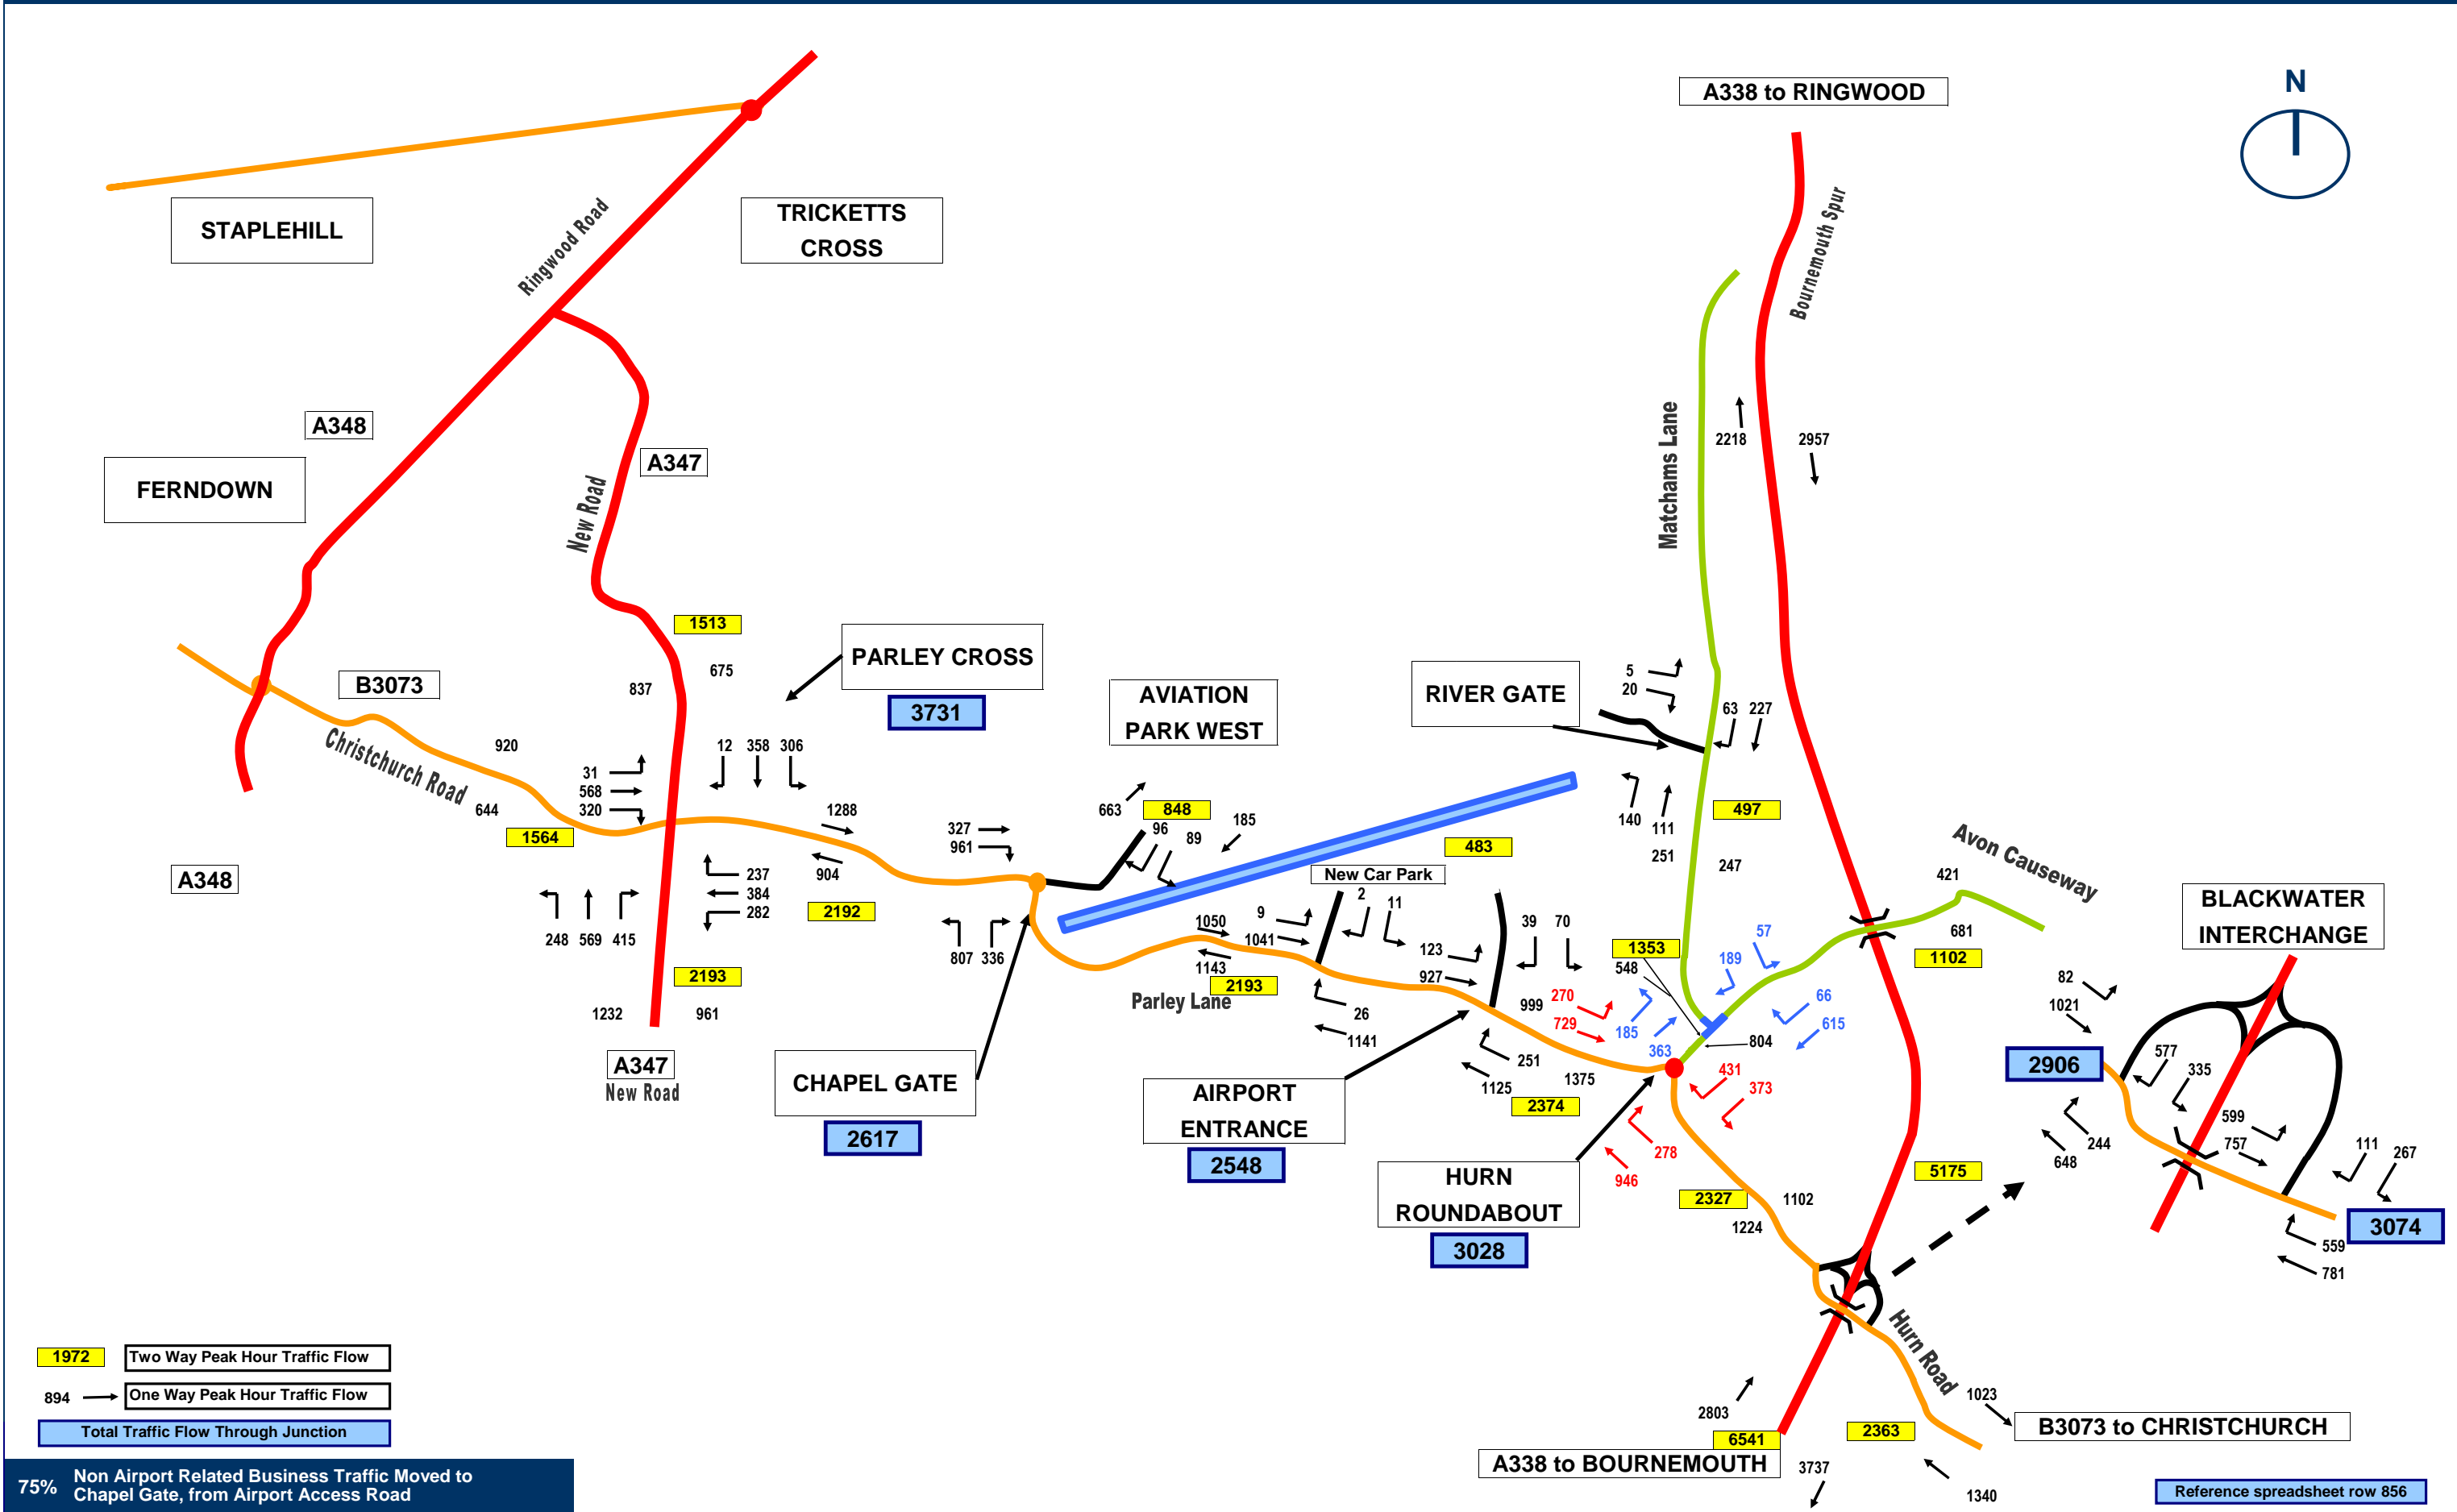 A338 to RINGWOOD
N
STAPLEHILL
TRICKETTS
CROSS
Ringwood Road
Bournemouth Spur
A348
A347
FERNDOWN
New Road
Matchams Lane
2218
2957
1513
675
837
PARLEY CROSS
3731
B3073
Christchurch Road
920
644
1564
31
568
320
12
358
306
1288
904
2192
237
384
282
248
569
415
2193
1232
961
A347
New Road
A348
AVIATION
PARK WEST
663
848
96
89
185
327
961
807
336
CHAPEL GATE
2617
483
New Car Park
2
11
9
1050
1041
1143
2193
Parley Lane
26
1141
123
927
39
70
999
251
1125
1375
2374
AIRPORT
ENTRANCE
2548
RIVER GATE
5
20
63
227
140
111
497
251
247
1353
548
57
189
270
729
185
363
66
615
804
431
373
278
946
HURN
ROUNDABOUT
3028
Avon Causeway
421
681
1102
5175
2327
1102
1224
BLACKWATER
INTERCHANGE
82
1021
2906
577
335
599
757
244
648
111
267
3074
559
781
Hurn Road
1023
B3073 to CHRISTCHURCH
2363
1340
2803
6541
A338 to BOURNEMOUTH
3737
1972
Two Way Peak Hour Traffic Flow
894
One Way Peak Hour Traffic Flow
Total Traffic Flow Through Junction
75%
Non Airport Related Business Traffic Moved to
Chapel Gate, from Airport Access Road
Reference spreadsheet row 856